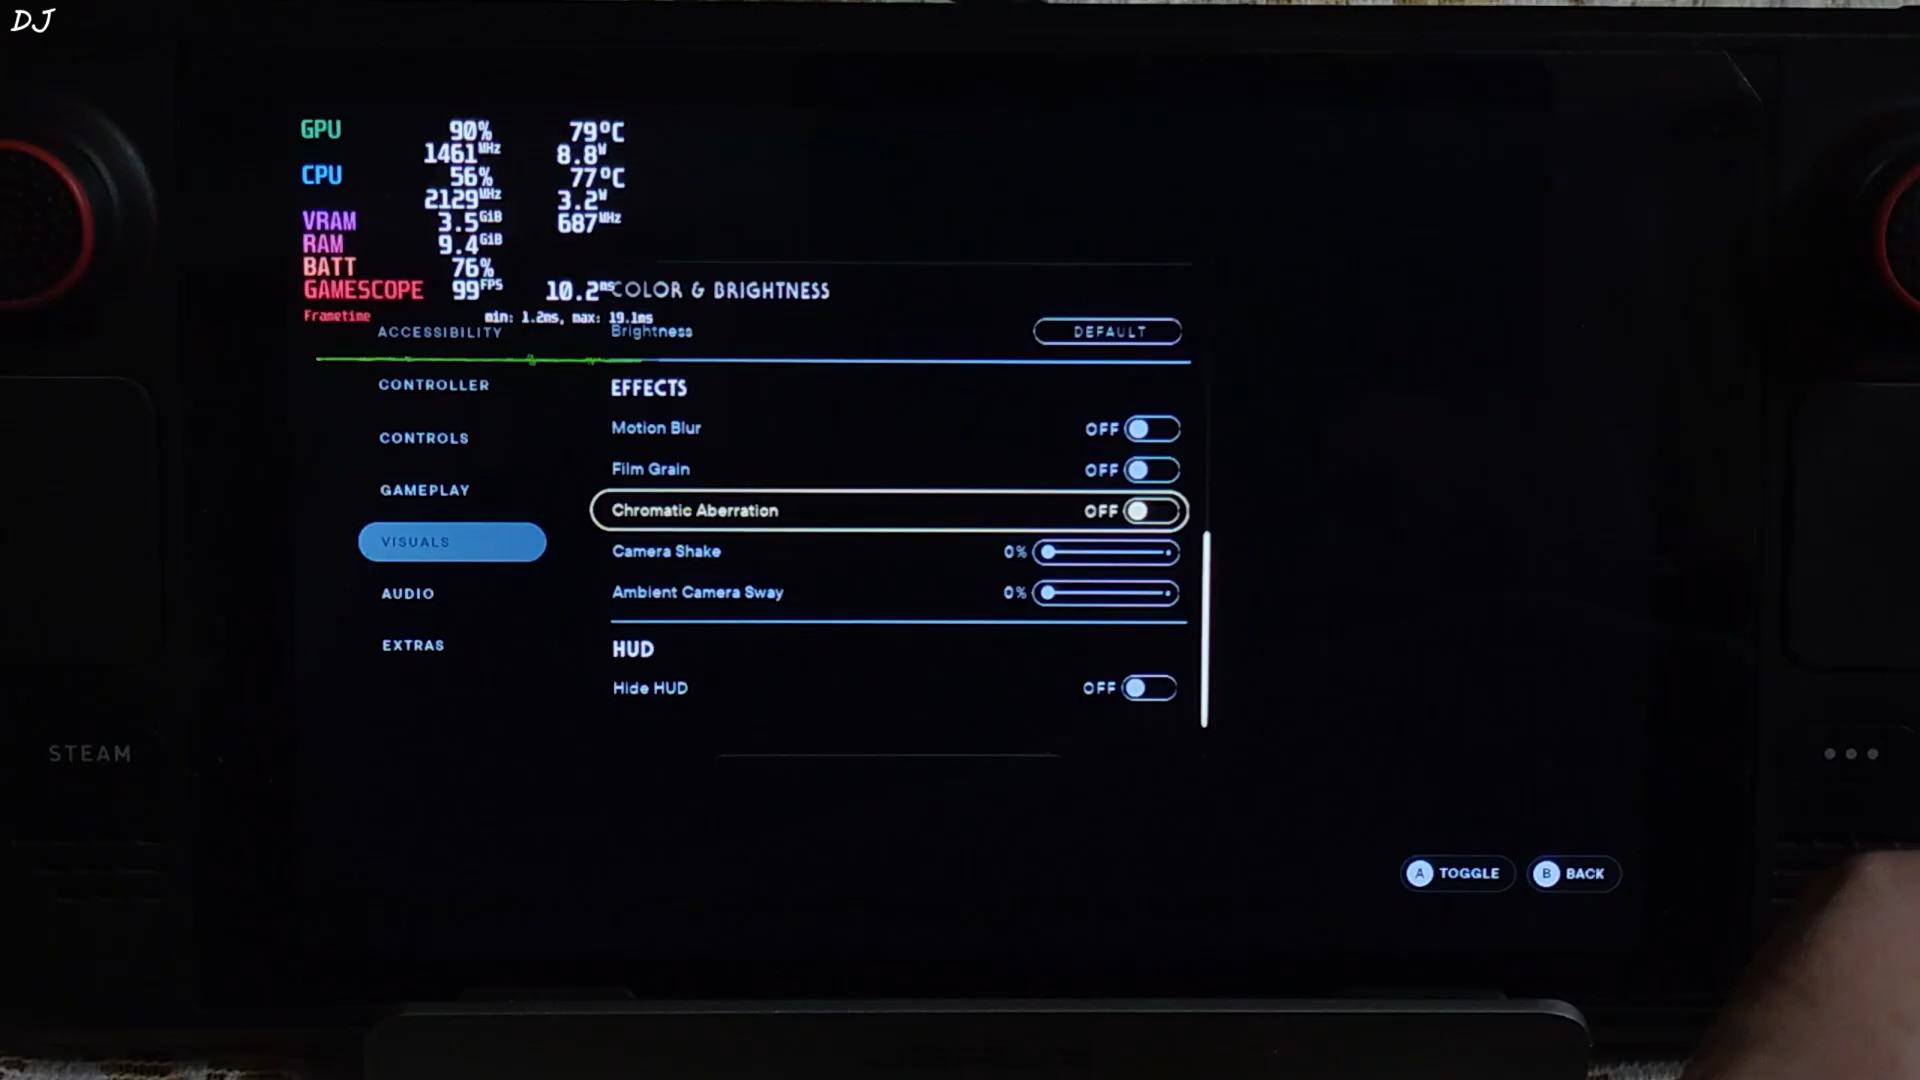 DJ
GPU 90% 79°C
1461MHz 8.8W
CPU 56% 77°C
2129MHz 3.2W
VRAM 3.5GiB 687MHz
RAM 9.4GiB
BATT 76%
GAMESCOPE 99FPS 10.2ms
Frametime min: 1.2ms, max: 19.1ms
COLOR & BRIGHTNESS
Brightness DEFAULT
ACCESSIBILITY
CONTROLLER
CONTROLS
GAMEPLAY
VISUALS
AUDIO
EXTRAS
EFFECTS
Motion Blur OFF
Film Grain OFF
Chromatic Aberration OFF
Camera Shake 0%
Ambient Camera Sway 0%
HUD
Hide HUD OFF
STEAM
A TOGGLE B BACK